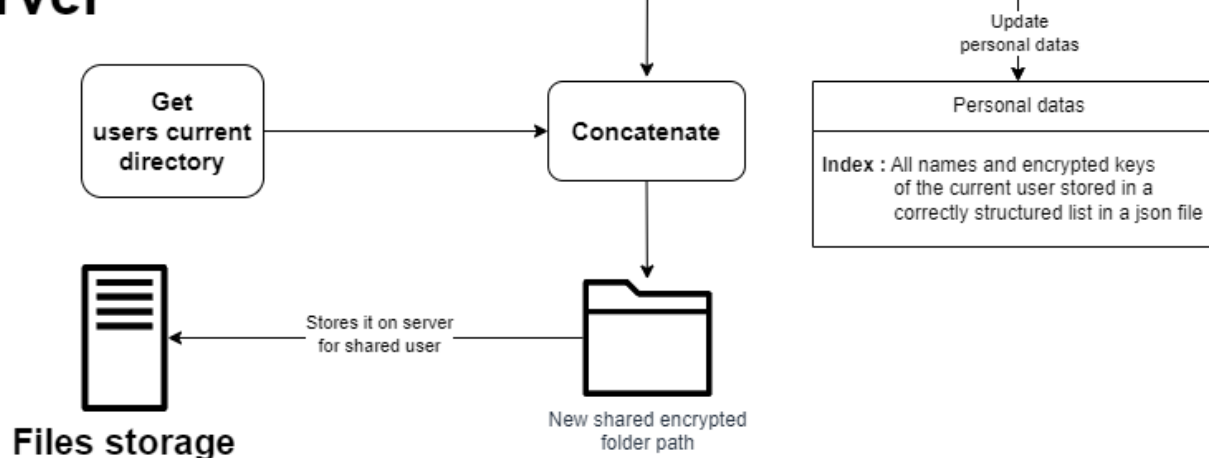 Update
personal datas
Get
users current
directory
Concatenate
Personal datas
Index : All names and encrypted keys
of the current user stored in a
correctly structured list in a json file
Stores it on server
for shared user
New shared encrypted
folder path
Files storage